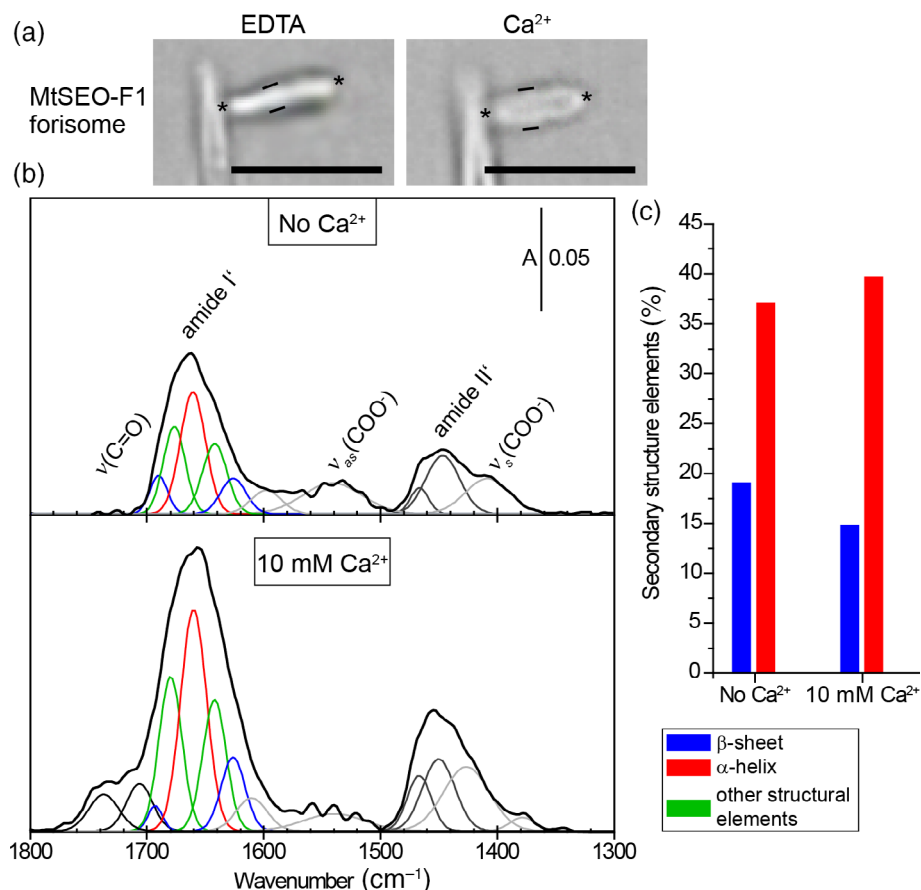 (a)
EDTA
Ca²⁺
MtSEO-F1
forisome
*
*
*
*
(b)
No Ca²⁺
A
0.05
amide I‘
ν(C=O)
νas(COO⁻)
amide II‘
νs(COO⁻)
10 mM Ca²⁺
1800
1700
1600
1500
1400
1300
Wavenumber (cm⁻¹)
(c)
45
40
35
30
25
20
15
10
5
0
Secondary structure elements (%)
No Ca²⁺
10 mM Ca²⁺
β-sheet
α-helix
other structural
elements